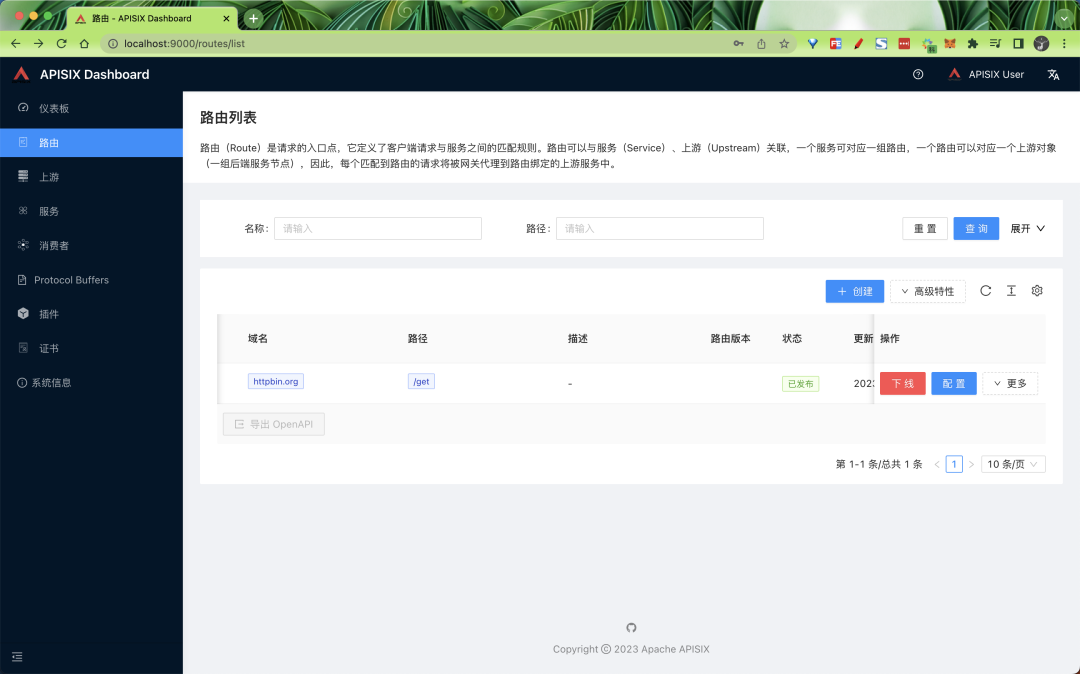 路由 - APISIX Dashboard
localhost:9000/routes/list
APISIX Dashboard
APISIX User
仪表板
路由
上游
服务
消费者
Protocol Buffers
插件
证书
系统信息
路由列表
路由（Route）是请求的入口点，它定义了客户端请求与服务之间的匹配规则。路由可以与服务（Service）、上游（Upstream）关联，一个服务可对应一组路由，一个路由可以对应一个上游对象
（一组后端服务节点），因此，每个匹配到路由的请求将被网关代理到路由绑定的上游服务中。
名称: 请输入 路径: 请输入 重 置 查 询 展开
创建 高级特性
域名 路径 描述 路由版本 状态 更新 操作
httpbin.org /get - 已发布 202 下 线 配 置 更多
导出 OpenAPI
第 1-1 条/总共 1 条 1 10 条/页
Copyright © 2023 Apache APISIX